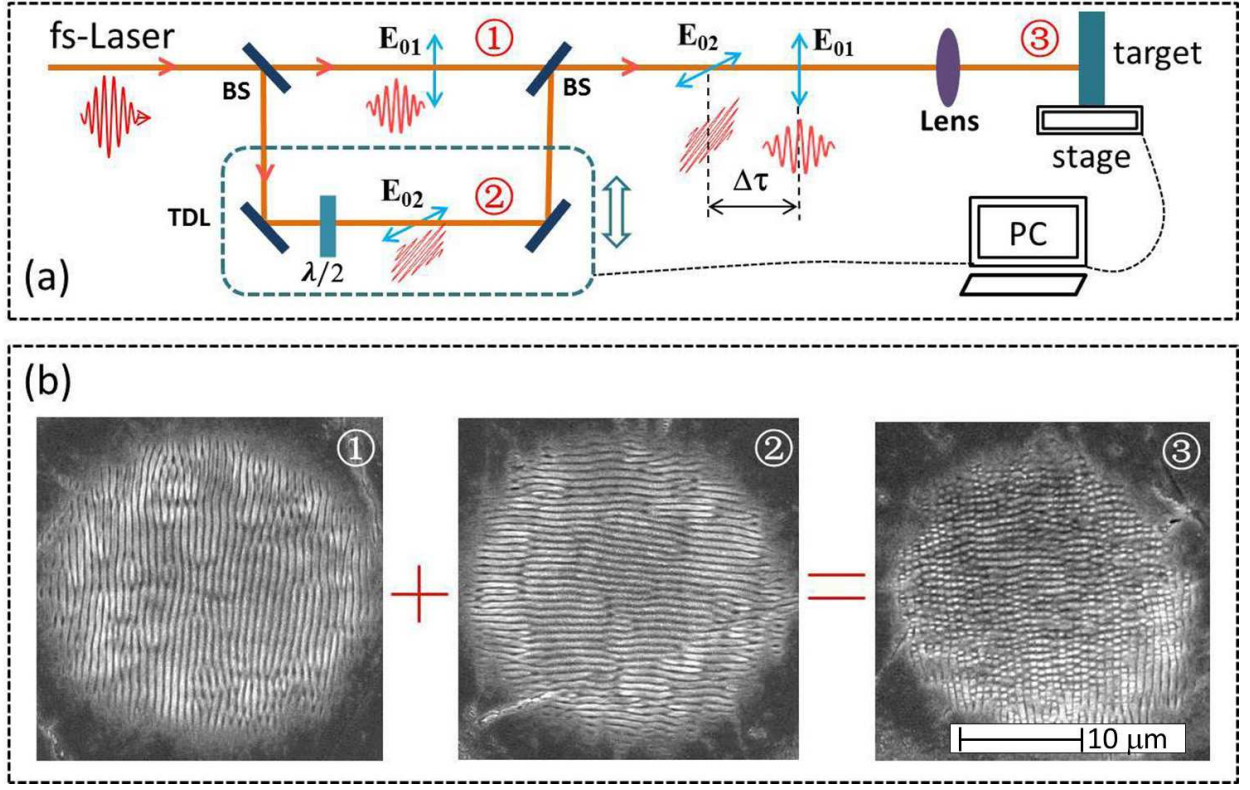 fs-Laser
E01
①
BS
BS
E02
E01
③
target
Lens
stage
Δτ
TDL
E02
②
λ/2
PC
(a)
(b)
①
②
③
10 μm